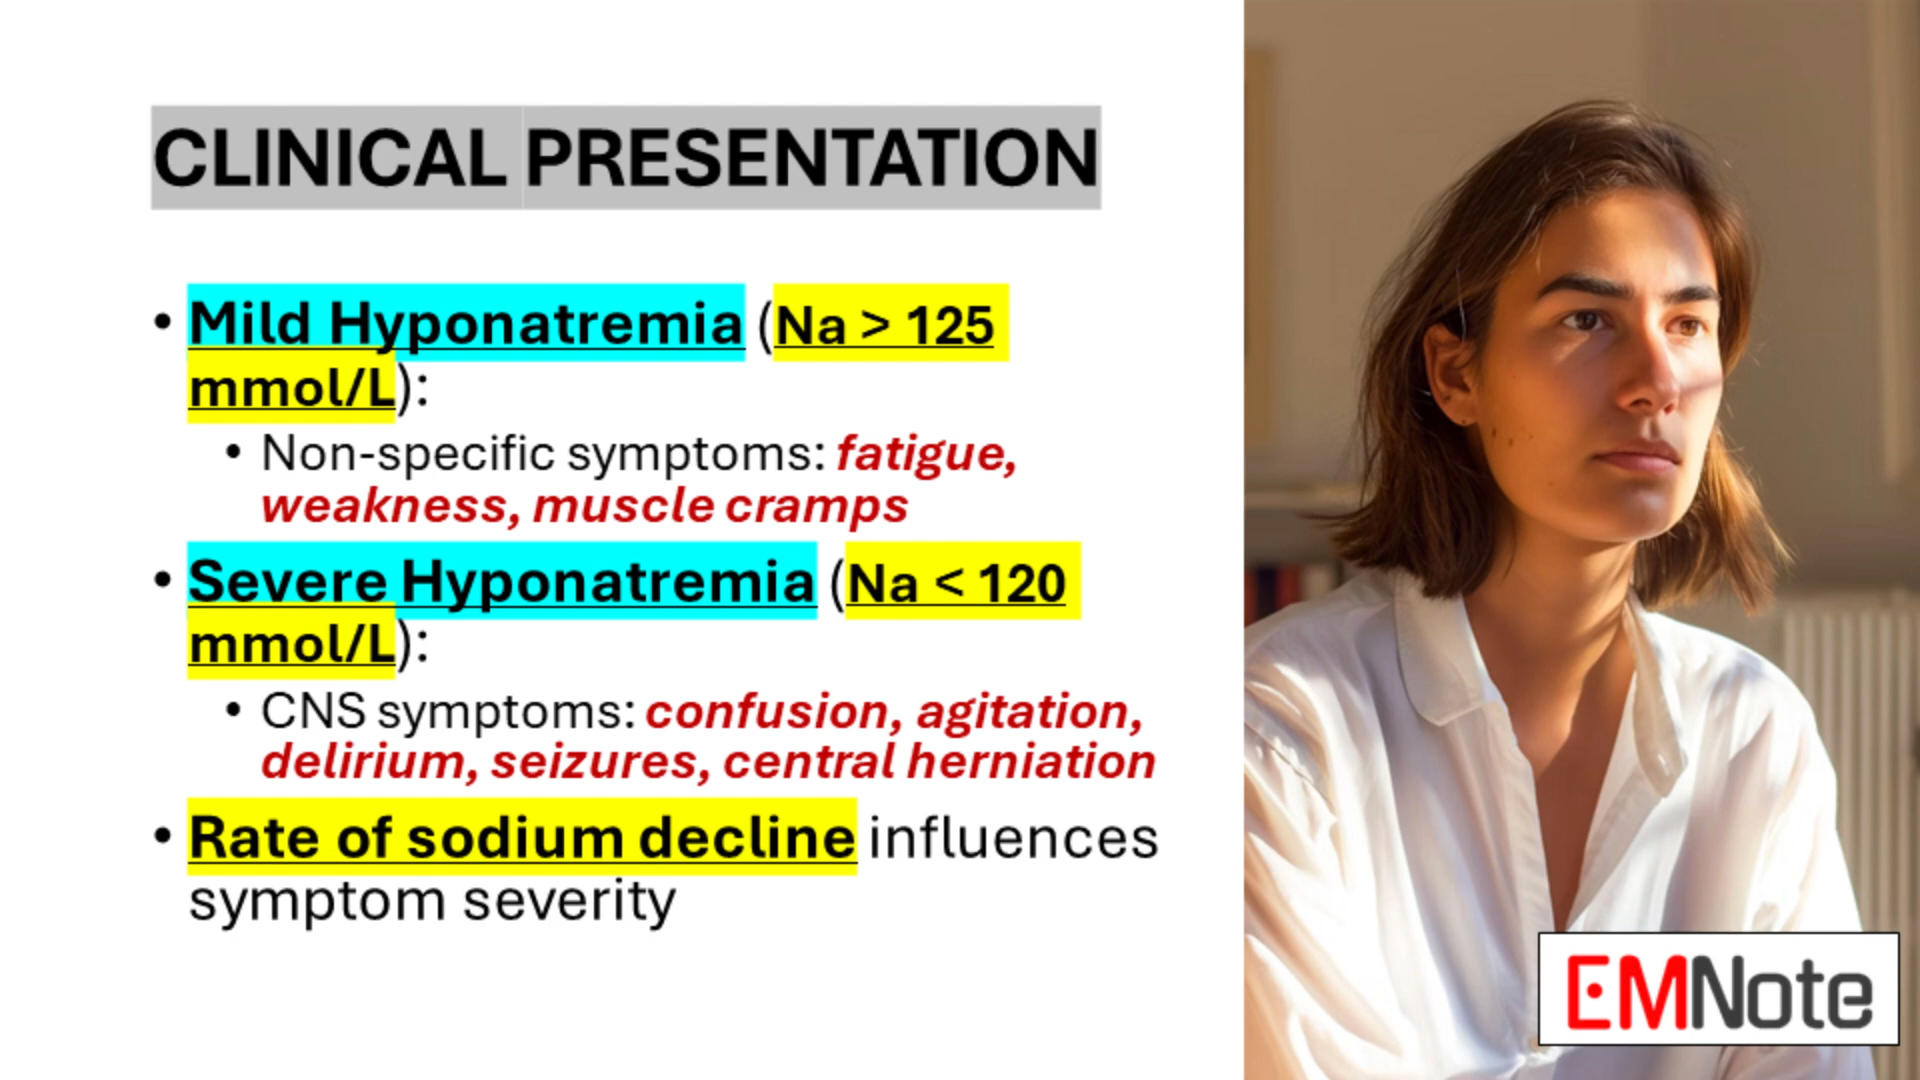 CLINICAL PRESENTATION
• Mild Hyponatremia (Na > 125
mmol/L):
• Non-specific symptoms: fatigue,
weakness, muscle cramps
• Severe Hyponatremia (Na < 120
mmol/L):
• CNS symptoms: confusion, agitation,
delirium, seizures, central herniation
• Rate of sodium decline influences
symptom severity
EMNote